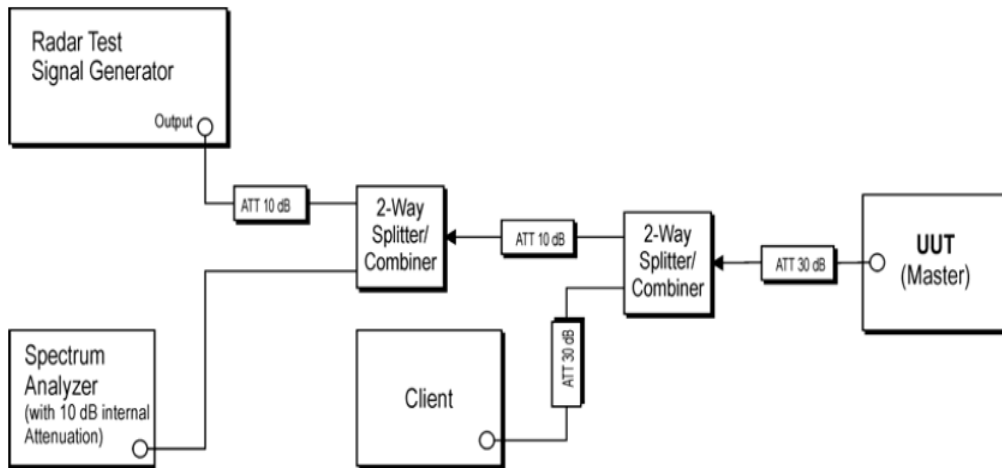 Radar Test
Signal Generator
Output
ATT 10 dB
2-Way
Splitter/
Combiner
ATT 10 dB
2-Way
Splitter/
Combiner
ATT 30 dB
UUT
(Master)
Spectrum
Analyzer
(with 10 dB internal
Attenuation)
Client
ATT 30 dB